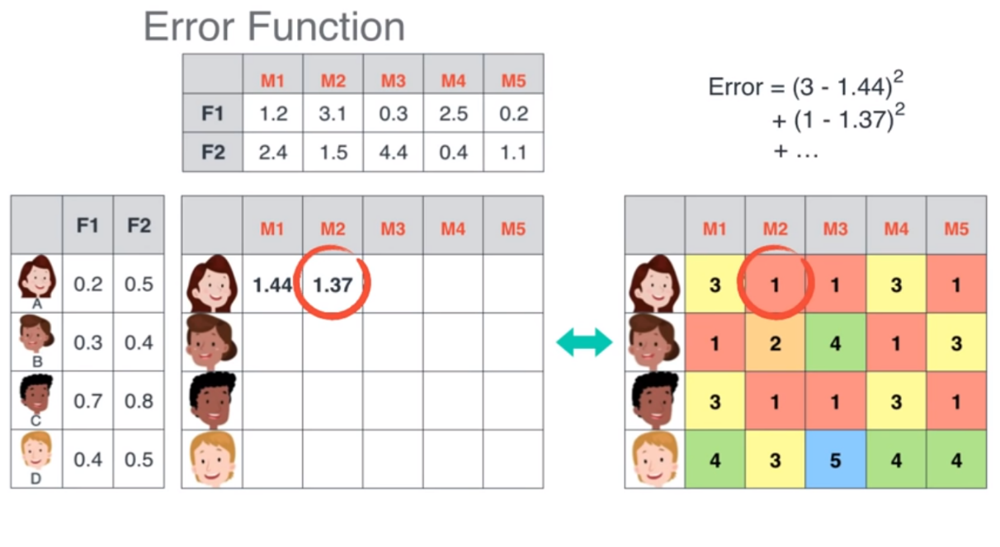 Error Function
M1 M2 M3 M4 M5
F1 1.2 3.1 0.3 2.5 0.2
F2 2.4 1.5 4.4 0.4 1.1
Error = (3 - 1.44)²
+ (1 - 1.37)²
+ ...
F1 F2
A 0.2 0.5
B 0.3 0.4
C 0.7 0.8
D 0.4 0.5
M1 M2 M3 M4 M5
1.44 1.37
M1 M2 M3 M4 M5
3 1 1 3 1
1 2 4 1 3
3 1 1 3 1
4 3 5 4 4